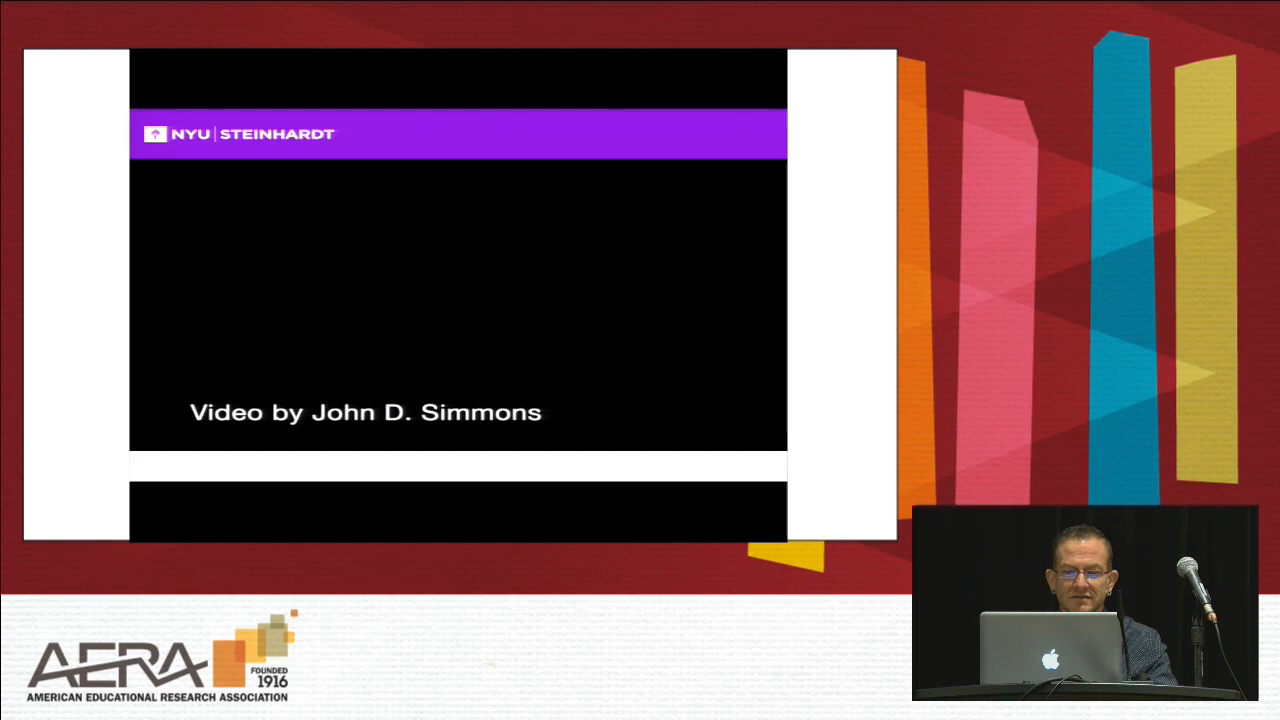 NYU | STEINHARDT
Video by John D. Simmons
AERA
FOUNDED
1916
AMERICAN EDUCATIONAL RESEARCH ASSOCIATION